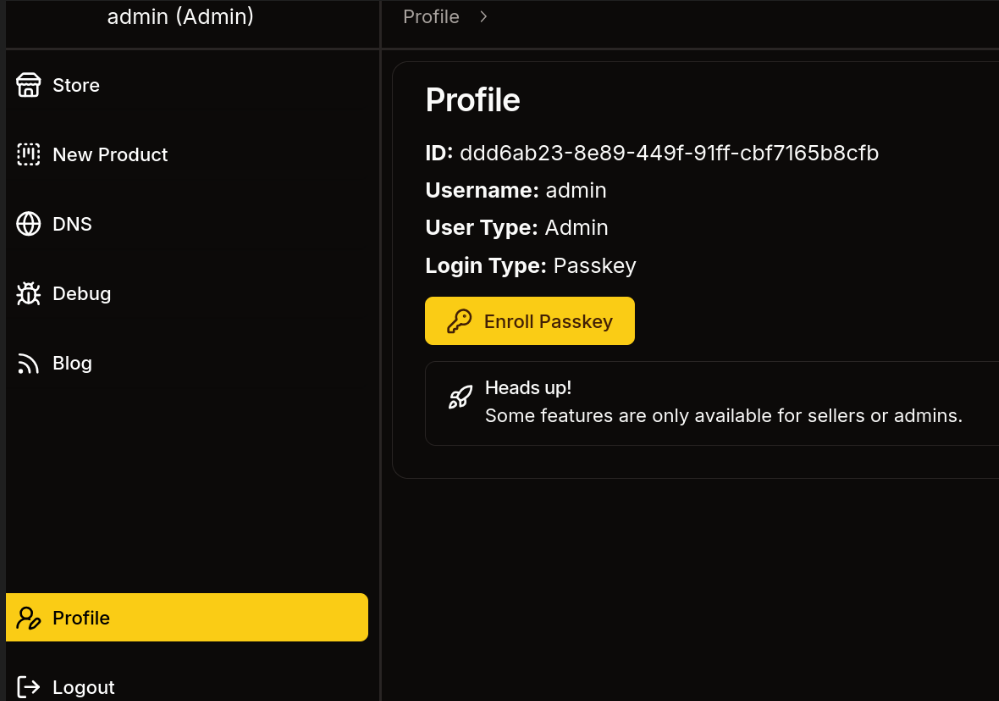 admin (Admin)
Store
New Product
DNS
Debug
Blog
Profile
Logout
Profile
Profile
ID: ddd6ab23-8e89-449f-91ff-cbf7165b8cfb
Username: admin
User Type: Admin
Login Type: Passkey
Enroll Passkey
Heads up!
Some features are only available for sellers or admins.